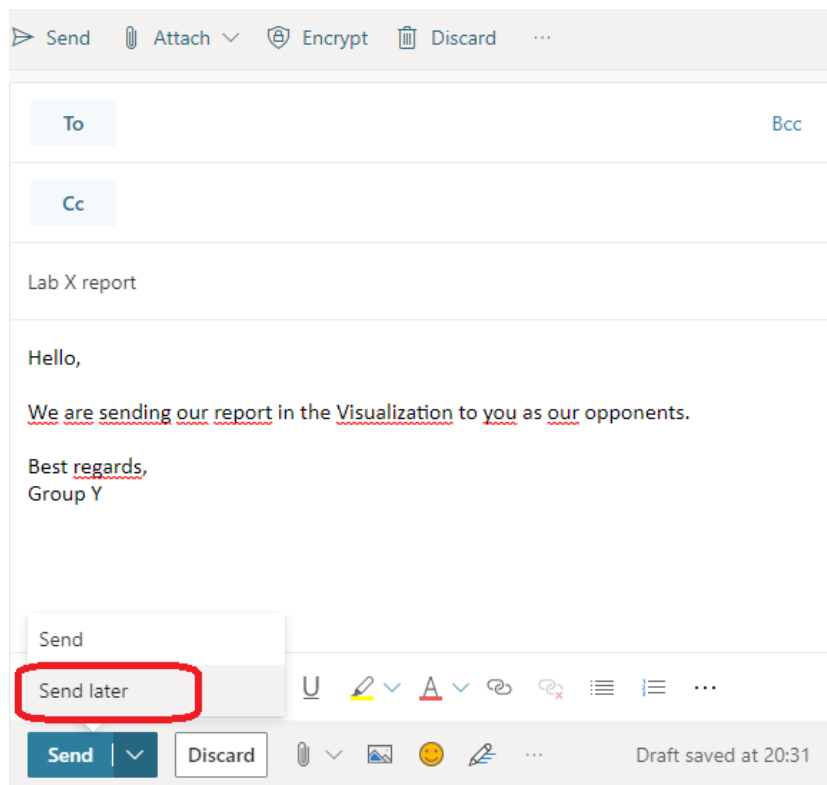 Send Attach Encrypt Discard ...
To Bcc
Cc
Lab X report
Hello,
We are sending our report in the Visualization to you as our opponents.
Best regards,
Group Y
Send
Send later
U A ...
Send Discard ... Draft saved at 20:31